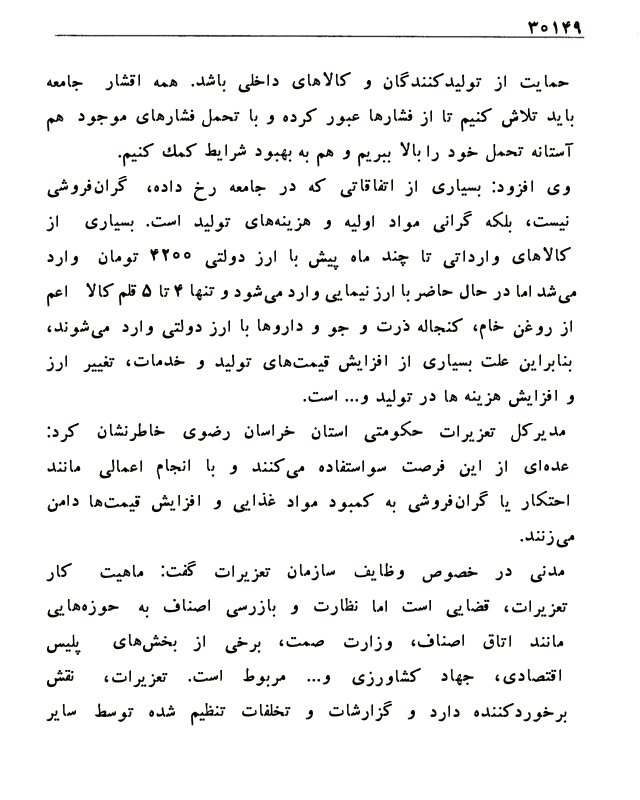 ۳۰۱۴۹
حمایت از تولیدکنندگان و کالاهای داخلی باشد. همه اقشار جامعه
باید تلاش کنیم تا از فشارها عبور کرده و با تحمل فشارهای موجود هم
آستانه تحمل خود را بالا ببریم و هم به بهبود شرایط کمك کنیم.
وی افزود: بسیاری از اتفاقاتی که در جامعه رخ داده، گران‌فروشی
نیست، بلکه گرانی مواد اولیه و هزینه‌های تولید است. بسیاری از
کالاهای وارداتی تا چند ماه پیش با ارز دولتی ۴۲۰۰ تومان وارد
می‌شد اما در حال حاضر با ارز نیمایی وارد می‌شود و تنها ۴ تا ۵ قلم کالا اعم
از روغن خام، کنجاله ذرت و جو و داروها با ارز دولتی وارد می‌شوند،
بنابراین علت بسیاری از افزایش قیمت‌های تولید و خدمات، تغییر ارز
و افزایش هزینه ها در تولید و... است.
مدیرکل تعزیرات حکومتی استان خراسان رضوی خاطرنشان کرد:
عده‌ای از این فرصت سواستفاده می‌کنند و با انجام اعمالی مانند
احتکار یا گران‌فروشی به کمبود مواد غذایی و افزایش قیمت‌ها دامن
می‌زنند.
مدنی در خصوص وظایف سازمان تعزیرات گفت: ماهیت کار
تعزیرات، قضایی است اما نظارت و بازرسی اصناف به حوزه‌هایی
مانند اتاق اصناف، وزارت صمت، برخی از بخش‌های پلیس
اقتصادی، جهاد کشاورزی و... مربوط است. تعزیرات، نقش
برخوردکننده دارد و گزارشات و تخلفات تنظیم شده توسط سایر